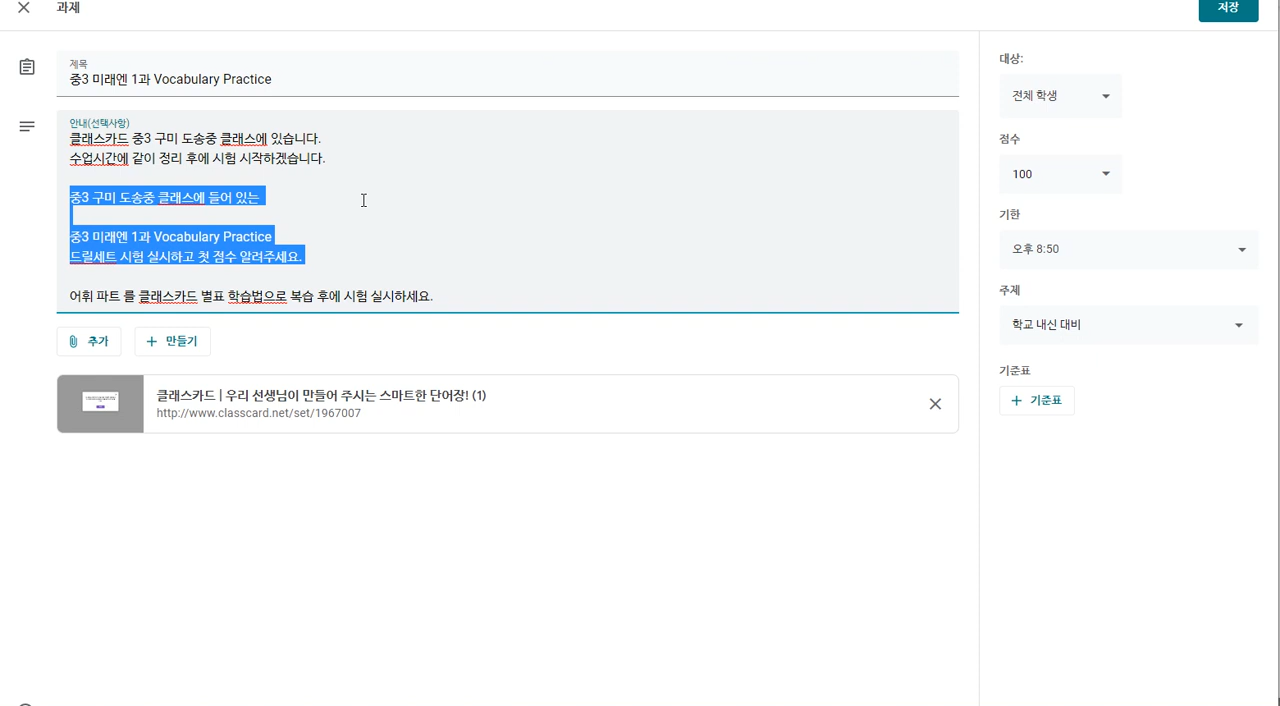 과제
저장
제목
중3 미래엔 1과 Vocabulary Practice
안내(선택사항)
클래스카드 중3 구미 도송중 클래스에 있습니다.
수업시간에 같이 정리 후에 시험 시작하겠습니다.
중3 구미 도송중 클래스에 들어 있는
중3 미래엔 1과 Vocabulary Practice
드릴세트 시험 실시하고 첫 점수 알려주세요.
어휘 파트 를 클래스카드 별표 학습법으로 복습 후에 시험 실시하세요.
추가
만들기
클래스카드 | 우리 선생님이 만들어 주시는 스마트한 단어장! (1)
http://www.classcard.net/set/1967007
대상:
전체 학생
점수
100
기한
오후 8:50
주제
학교 내신 대비
기준표
기준표